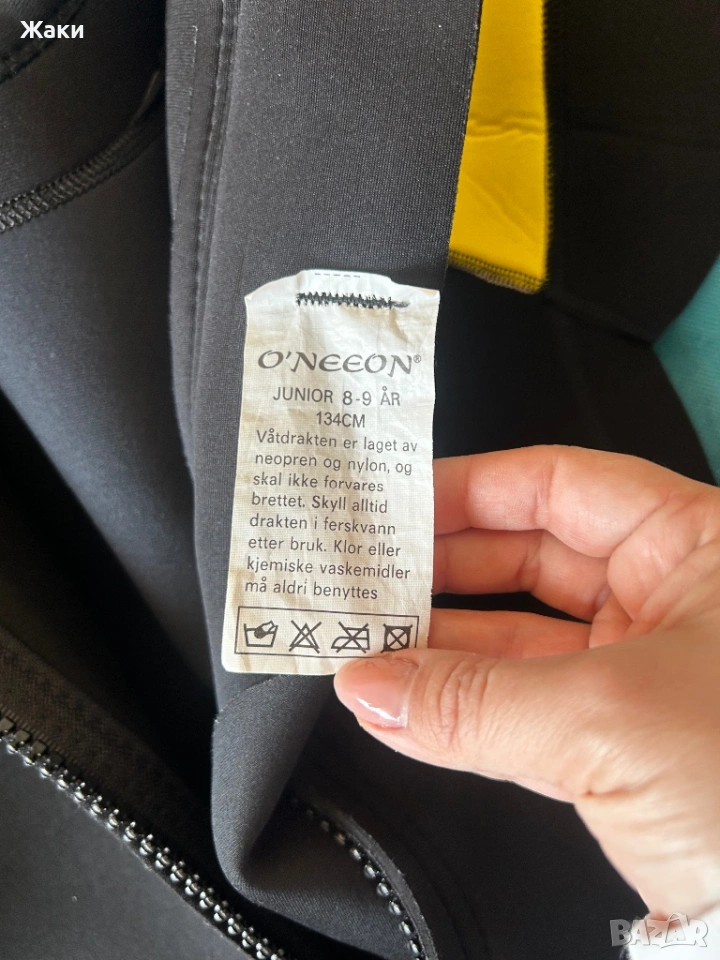 Жаки
O'NEEON®
JUNIOR 8-9 ÅR
134CM
Våtdrakten er laget av
neopren og nylon, og
skal ikke forvares
brettet. Skyll alltid
drakten i ferskvann
etter bruk. Klor eller
kjemiske vaskemidler
må aldri benyttes
BAZAR